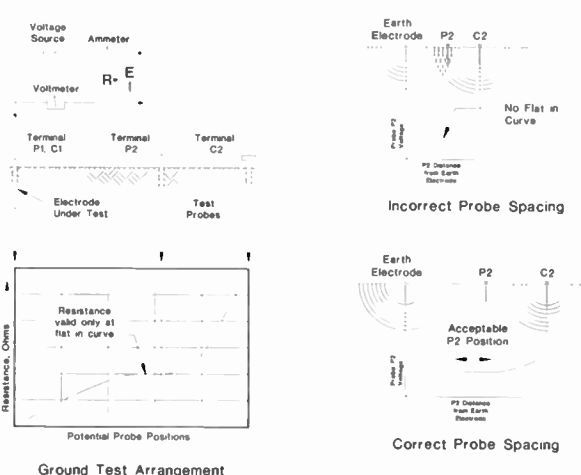 Voltage
Source
Ammeter
R=
E
I
Voltmeter
Terminal
P1, C1
Terminal
P2
Terminal
C2
Electrode
Under Test
Test
Probes
Resistance, Ohms
Resistance
valid only at
flat in curve
Potential Probe Positions
Ground Test Arrangement
Earth
Electrode
P2
C2
No Flat in
Curve
Probe P2
Voltage
P2 Distance
from Earth
Electrode
Incorrect Probe Spacing
Earth
Electrode
P2
C2
Acceptable
P2 Position
Probe P2
Voltage
P2 Distance
from Earth
Electrode
Correct Probe Spacing